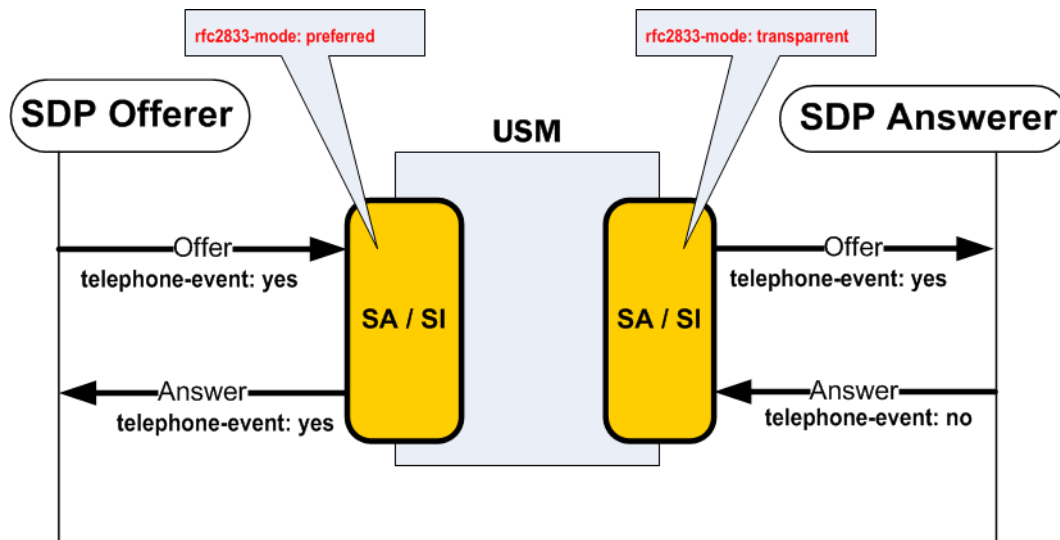 rfc2833-mode: preferred
rfc2833-mode: transparrent
SDP Offerer
USM
SDP Answerer
Offer
telephone-event: yes
Offer
telephone-event: yes
SA / SI
SA / SI
Answer
telephone-event: yes
Answer
telephone-event: no